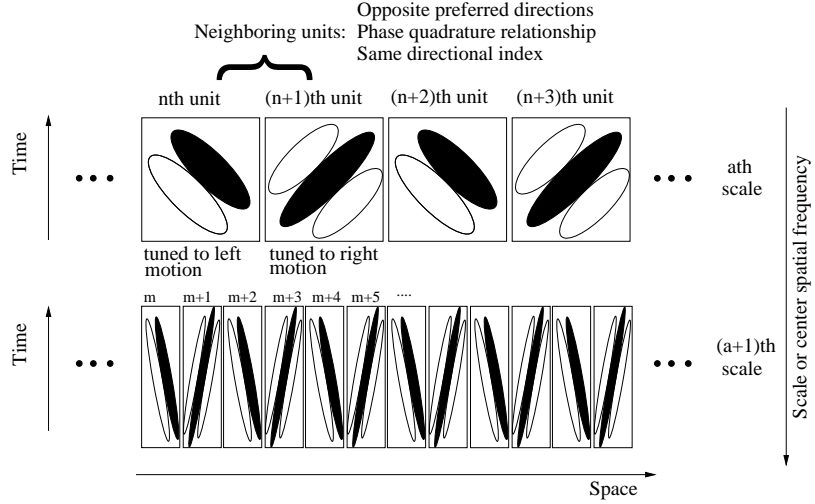 Opposite preferred directions
Neighboring units: Phase quadrature relationship
Same directional index
nth unit (n+1)th unit (n+2)th unit (n+3)th unit
Time
ath
scale
tuned to left
motion
tuned to right
motion
m m+1 m+2 m+3 m+4 m+5 ....
Time
(a+1)th
scale
Scale or center spatial frequency
Space